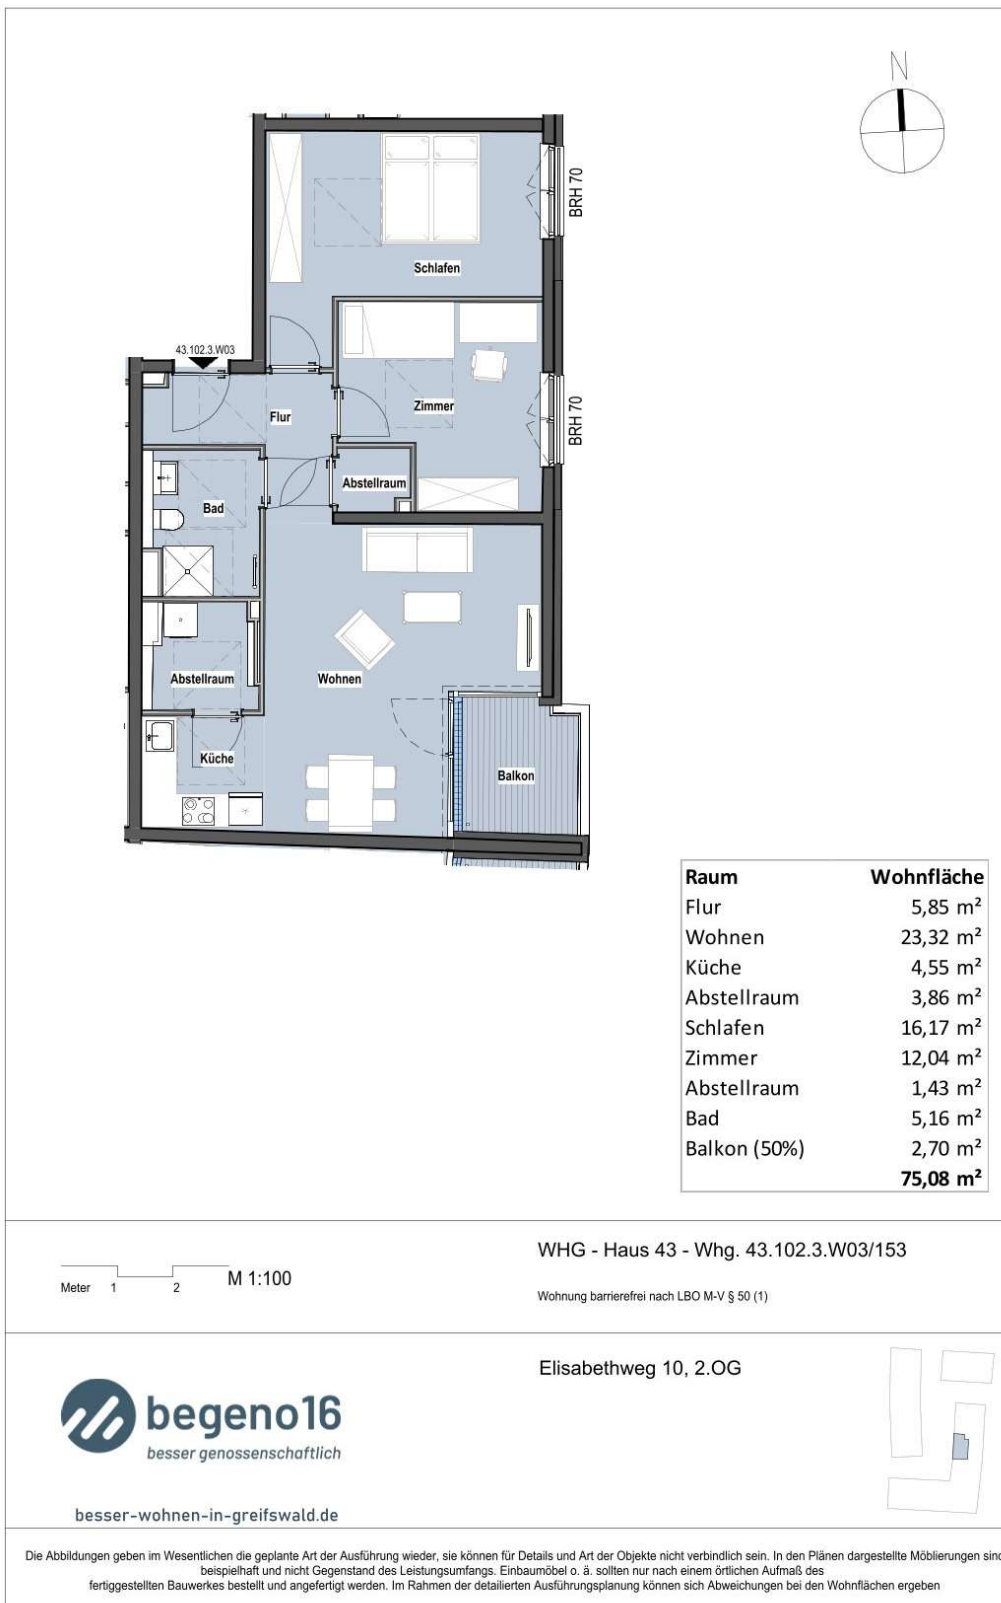 N
BRH 70
Schlafen
43.102.3.W03
Zimmer
BRH 70
Flur
Abstellraum
Bad
Abstellraum
Wohnen
Küche
Balkon
Raum Wohnfläche
Flur 5,85 m²
Wohnen 23,32 m²
Küche 4,55 m²
Abstellraum 3,86 m²
Schlafen 16,17 m²
Zimmer 12,04 m²
Abstellraum 1,43 m²
Bad 5,16 m²
Balkon (50%) 2,70 m²
75,08 m²
Meter 1 2 M 1:100
WHG - Haus 43 - Whg. 43.102.3.W03/153
Wohnung barrierefrei nach LBO M-V § 50 (1)
Elisabethweg 10, 2.OG
begeno16
besser genossenschaftlich
besser-wohnen-in-greifswald.de
Die Abbildungen geben im Wesentlichen die geplante Art der Ausführung wieder, sie können für Details und Art der Objekte nicht verbindlich sein. In den Plänen dargestellte Möblierungen sind
beispielhaft und nicht Gegenstand des Leistungsumfangs. Einbaumöbel o. ä. sollten nur nach einem örtlichen Aufmaß des
fertiggestellten Bauwerkes bestellt und angefertigt werden. Im Rahmen der detailierten Ausführungsplanung können sich Abweichungen bei den Wohnflächen ergeben